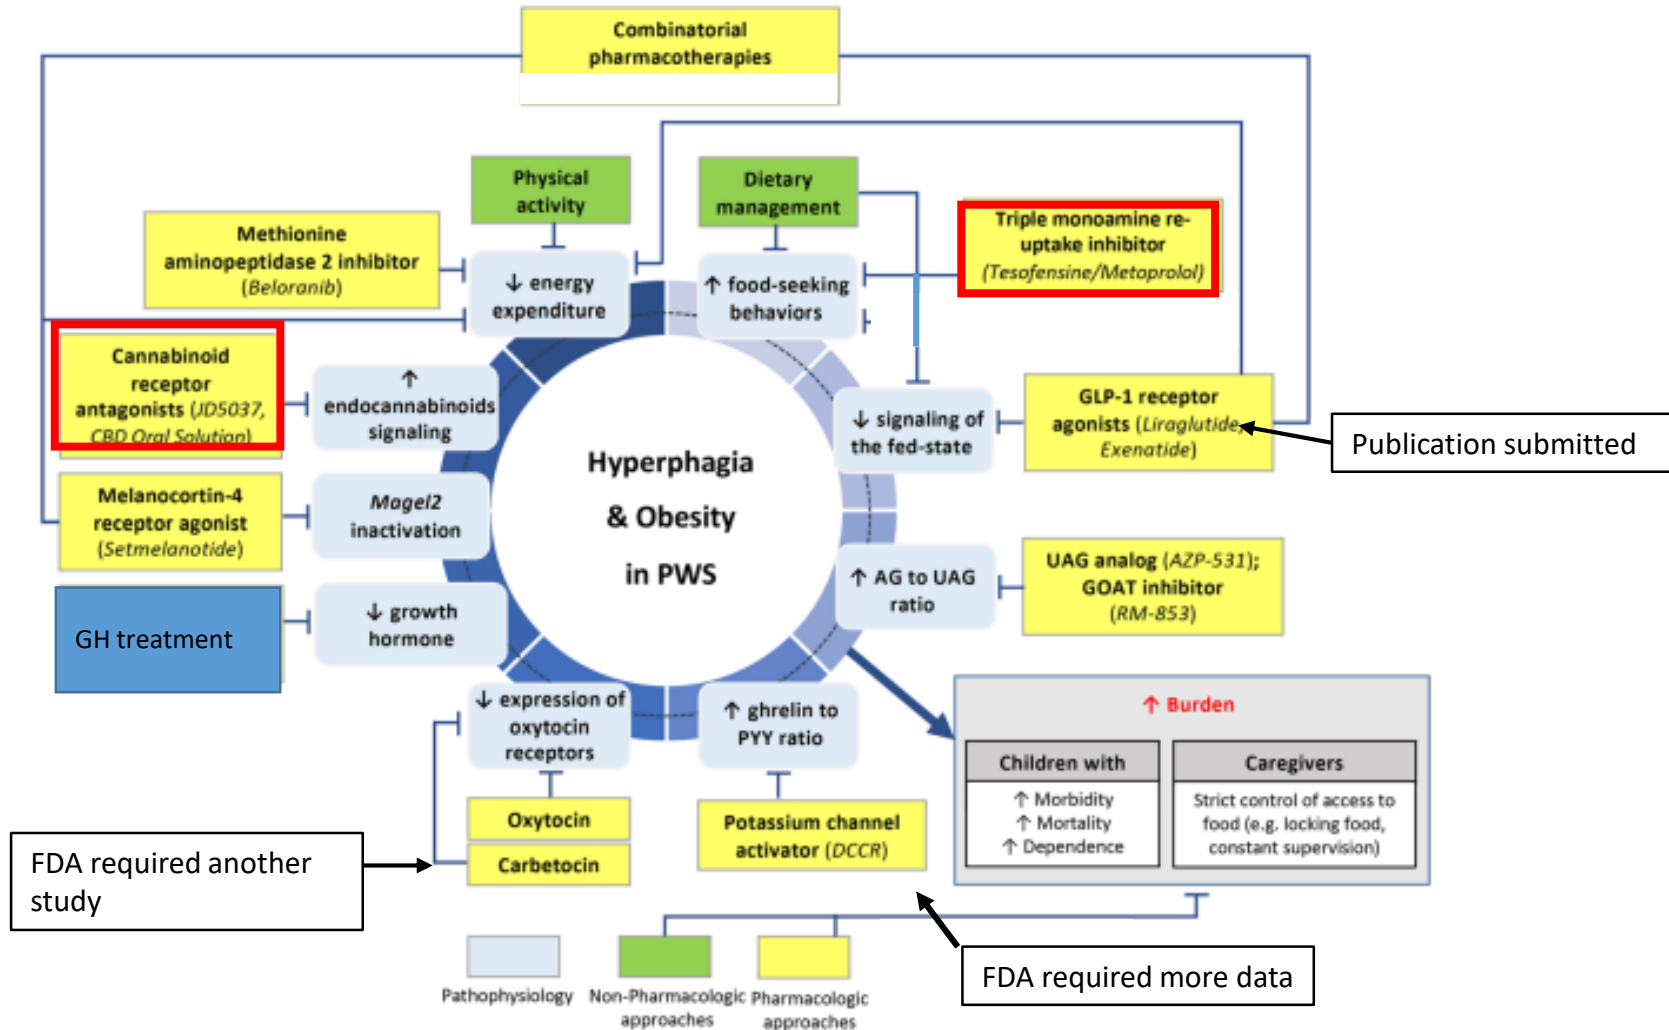 Combinatorial
pharmacotherapies
Physical
activity
Dietary
management
Triple monoamine re-
uptake inhibitor
(Tesofensine/Metoprolol)
Methionine
aminopeptidase 2 inhibitor
(Beloranib)
↓ energy
expenditure
↑ food-seeking
behaviors
Cannabinoid
receptor
antagonists (JD5037,
CBD Oral Solution)
↑
endocannabinoids
signaling
↓ signaling of
the fed-state
GLP-1 receptor
agonists (Liraglutide,
Exenatide)
Publication submitted
Hyperphagia
& Obesity
in PWS
Melanocortin-4
receptor agonist
(Setmelanotide)
Magel2
inactivation
↑ AG to UAG
ratio
UAG analog (AZP-531);
GOAT inhibitor
(RM-853)
GH treatment
↓ growth
hormone
↓ expression of
oxytocin
receptors
↑ ghrelin to
PYY ratio
↑ Burden
Children with
↑ Morbidity
↑ Mortality
↑ Dependence
Caregivers
Strict control of access to
food (e.g. locking food,
constant supervision)
Oxytocin
Carbetocin
Potassium channel
activator (DCCR)
FDA required another
study
FDA required more data
Pathophysiology
Non-Pharmacologic
approaches
Pharmacologic
approaches